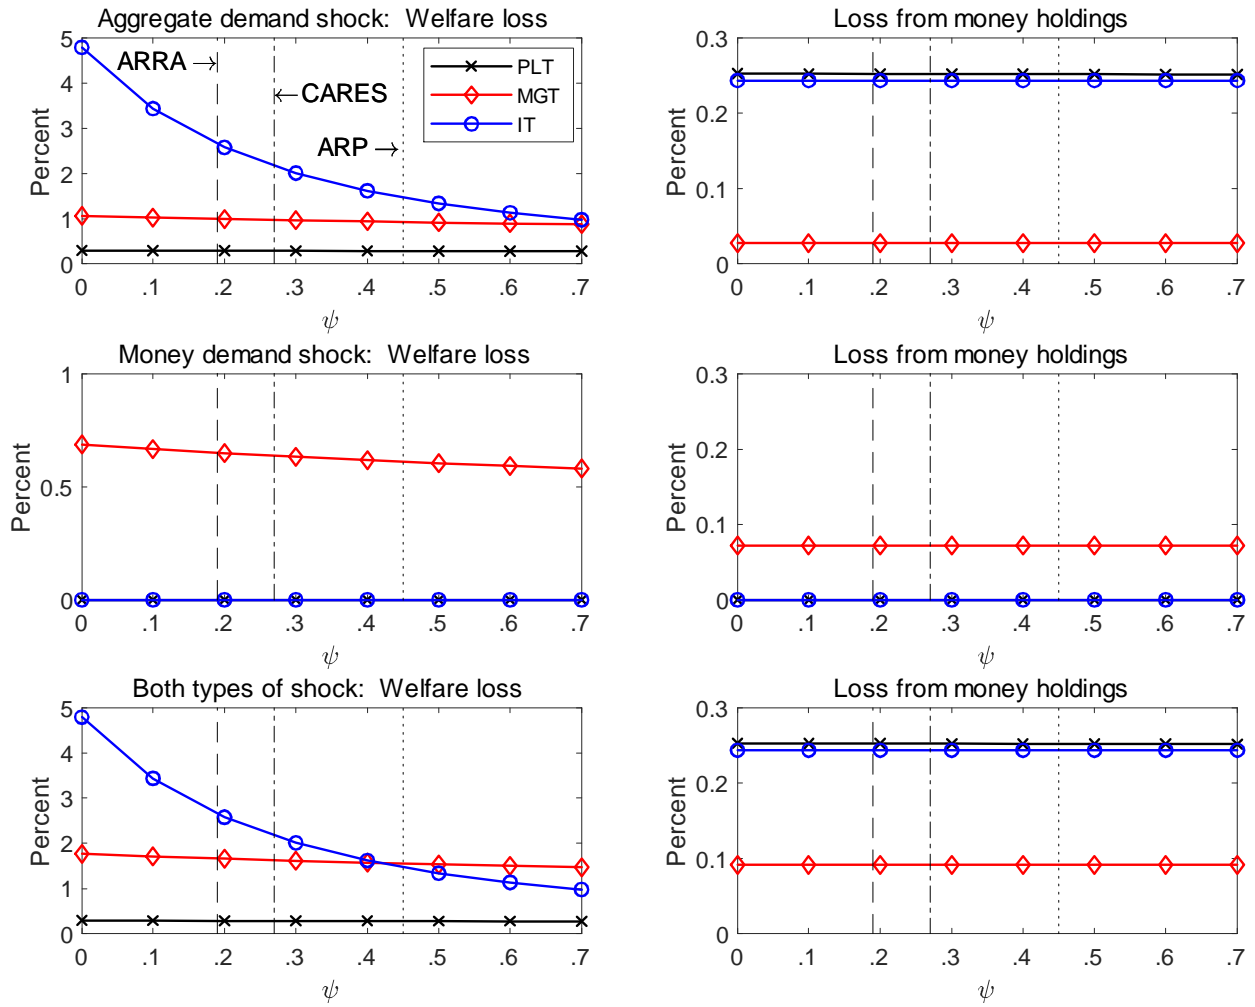 Aggregate demand shock: Welfare loss
Percent
5
4
3
2
1
0
ARRA →
← CARES
ARP →
PLT
MGT
IT
0 .1 .2 .3 .4 .5 .6 .7
ψ
Loss from money holdings
Percent
0.3
0.2
0.1
0
0 .1 .2 .3 .4 .5 .6 .7
ψ
Money demand shock: Welfare loss
Percent
1
0.5
0
0 .1 .2 .3 .4 .5 .6 .7
ψ
Loss from money holdings
Percent
0.3
0.2
0.1
0
0 .1 .2 .3 .4 .5 .6 .7
ψ
Both types of shock: Welfare loss
Percent
5
4
3
2
1
0
0 .1 .2 .3 .4 .5 .6 .7
ψ
Loss from money holdings
Percent
0.3
0.2
0.1
0
0 .1 .2 .3 .4 .5 .6 .7
ψ